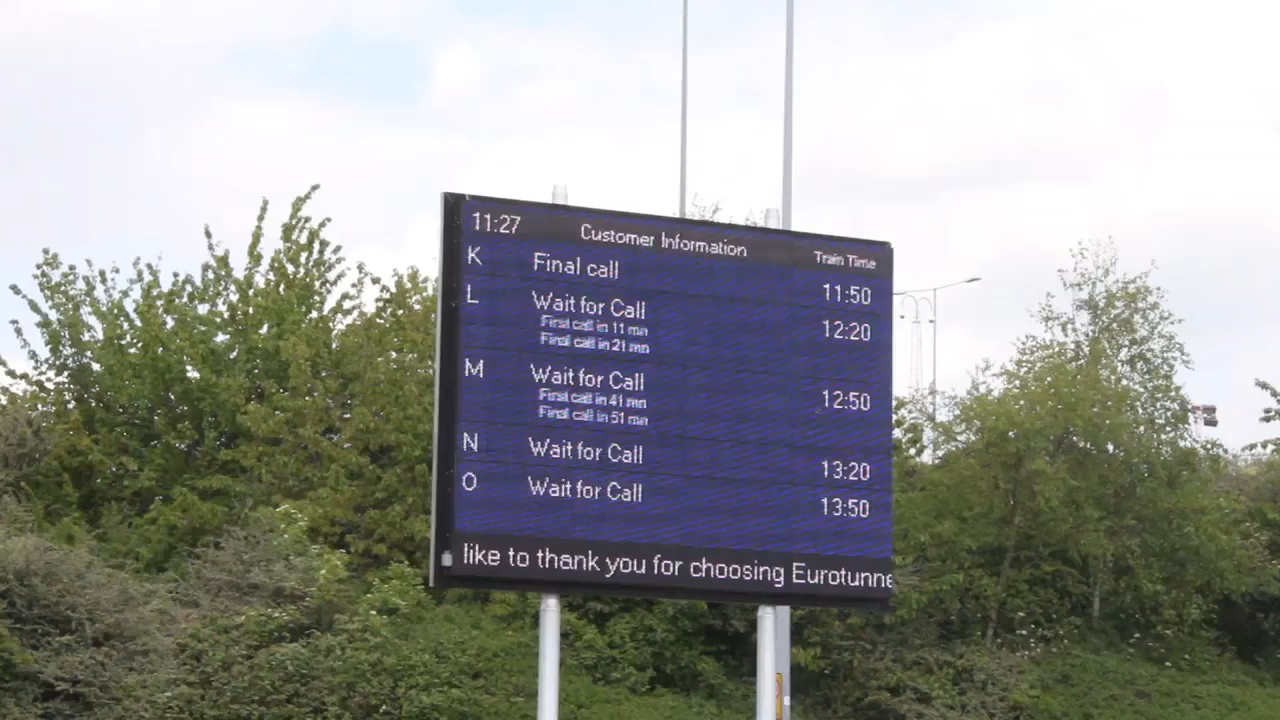 11:27 Customer Information Train Time
K Final call 11:50
L Wait for Call 12:20
First call in 11 mn
Final call in 21 mn
M Wait for Call 12:50
First call in 41 mn
Final call in 51 mn
N Wait for Call 13:20
O Wait for Call 13:50
like to thank you for choosing Eurotunne